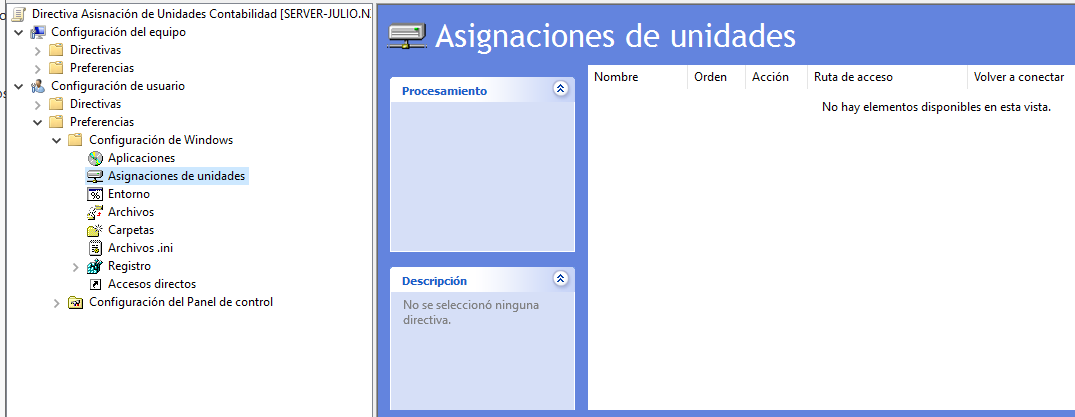 Directiva Asisnación de Unidades Contabilidad [SERVER-JULIO.N
Configuración del equipo
Directivas
Preferencias
Configuración de usuario
Directivas
Preferencias
Configuración de Windows
Aplicaciones
Asignaciones de unidades
Entorno
Archivos
Carpetas
Archivos .ini
Registro
Accesos directos
Configuración del Panel de control
Asignaciones de unidades
Procesamiento
Descripción
No se seleccionó ninguna
directiva.
Nombre Orden Acción Ruta de acceso Volver a conectar
No hay elementos disponibles en esta vista.